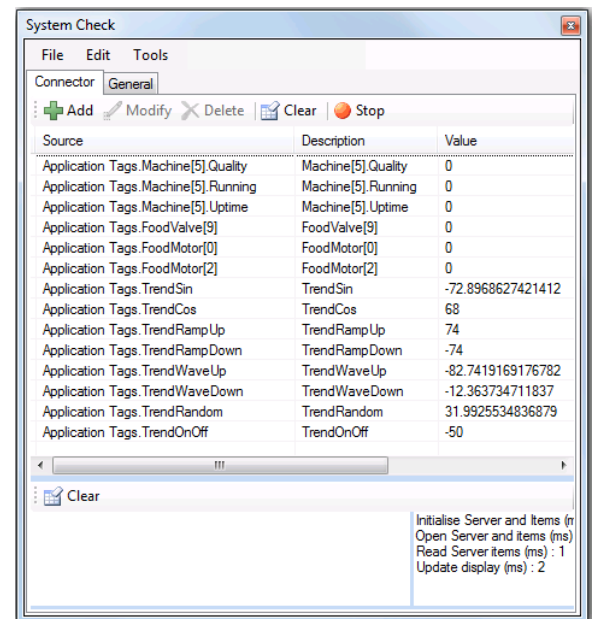 System Check
File Edit Tools
Connector General
Add Modify Delete Clear Stop
Source Description Value
Application Tags.Machine[5].Quality Machine[5].Quality 0
Application Tags.Machine[5].Running Machine[5].Running 0
Application Tags.Machine[5].Uptime Machine[5].Uptime 0
Application Tags.FoodValve[9] FoodValve[9] 0
Application Tags.FoodMotor[0] FoodMotor[0] 0
Application Tags.FoodMotor[2] FoodMotor[2] 0
Application Tags.TrendSin TrendSin -72.8968627421412
Application Tags.TrendCos TrendCos 68
Application Tags.TrendRampUp TrendRampUp 74
Application Tags.TrendRampDown TrendRampDown -74
Application Tags.TrendWaveUp TrendWaveUp -82.7419169176782
Application Tags.TrendWaveDown TrendWaveDown -12.363734711837
Application Tags.TrendRandom TrendRandom 31.9925534836879
Application Tags.TrendOnOff TrendOnOff -50
Clear
Initialise Server and Items
Open Server and items (ms)
Read Server items (ms) : 1
Update display (ms) : 2